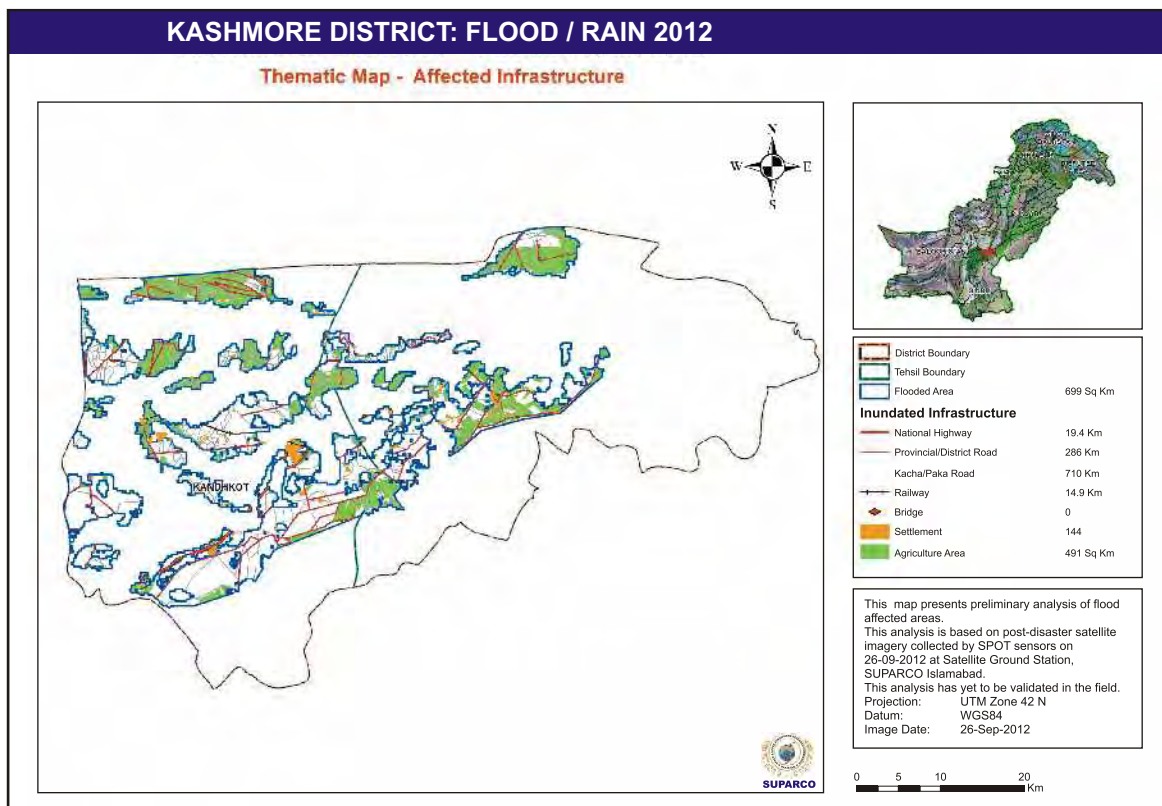 KASHMORE DISTRICT: FLOOD / RAIN 2012
Thematic Map - Affected Infrastructure
N
W E
S
KANDHKOT
SUPARCO
District Boundary
Tehsil Boundary
Flooded Area 699 Sq Km
Inundated Infrastructure
National Highway 19.4 Km
Provincial/District Road 286 Km
Kacha/Paka Road 710 Km
Railway 14.9 Km
Bridge 0
Settlement 144
Agriculture Area 491 Sq Km
This map presents preliminary analysis of flood
affected areas.
This analysis is based on post-disaster satellite
imagery collected by SPOT sensors on
26-09-2012 at Satellite Ground Station,
SUPARCO Islamabad.
This analysis has yet to be validated in the field.
Projection: UTM Zone 42 N
Datum: WGS84
Image Date: 26-Sep-2012
0 5 10 20
Km